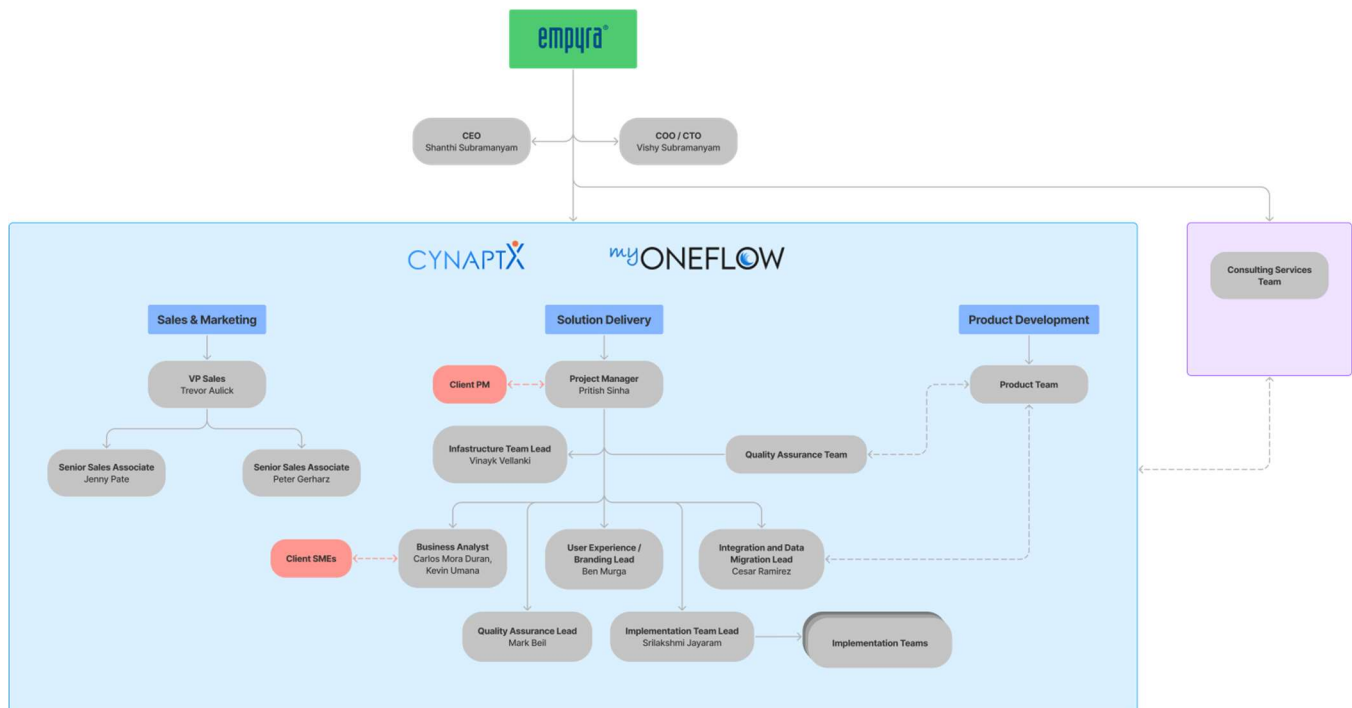 empyra®
CEO
Shanthi Subramanyam
COO / CTO
Vishy Subramanyam
CYNAPTX
myONEFLOW
Consulting Services
Team
Sales & Marketing
Solution Delivery
Product Development
VP Sales
Trevor Aulick
Client PM
Project Manager
Pritish Sinha
Product Team
Senior Sales Associate
Jenny Pate
Senior Sales Associate
Peter Gerharz
Infastructure Team Lead
Vinayk Vellanki
Quality Assurance Team
Client SMEs
Business Analyst
Carlos Mora Duran,
Kevin Umana
User Experience /
Branding Lead
Ben Murga
Integration and Data
Migration Lead
Cesar Ramirez
Quality Assurance Lead
Mark Beil
Implementation Team Lead
Srilakshmi Jayaram
Implementation Teams